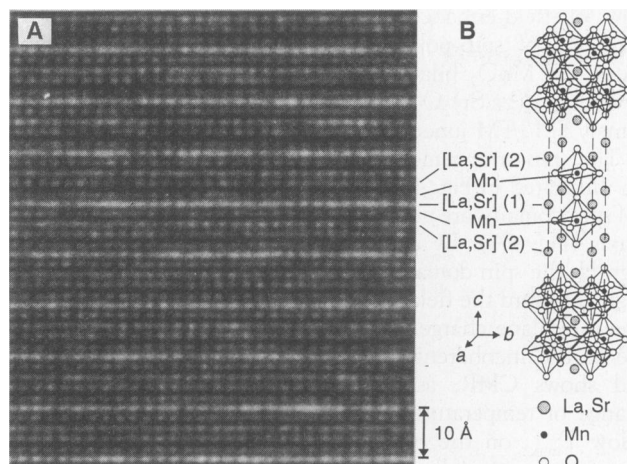 A
B
[La,Sr] (2)
Mn
[La,Sr] (1)
Mn
[La,Sr] (2)
c
b
a
10 Å
La,Sr
Mn
O